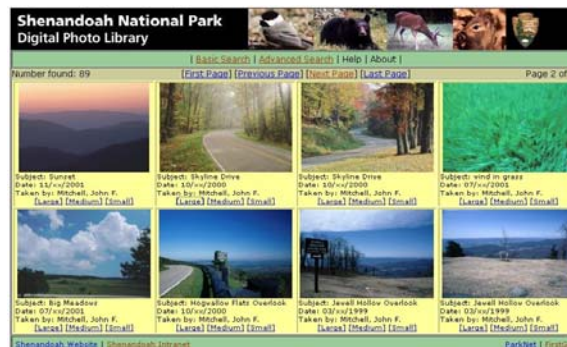 Shenandoah National Park
Digital Photo Library
| Basic Search | Advanced Search | Help | About |
Number found: 89 [First Page] [Previous Page] [Next Page] [Last Page] Page 2 of
Subject: Sunset
Date: 11/xx/2001
Taken by: Mitchell, John F.
[Large] [Medium] [Small]
Subject: Skyline Drive
Date: 10/xx/2000
Taken by: Mitchell, John F.
[Large] [Medium] [Small]
Subject: Skyline Drive
Date: 10/xx/2000
Taken by: Mitchell, John F.
[Large] [Medium] [Small]
Subject: wind in grass
Date: 07/xx/2001
Taken by: Mitchell, John F.
[Large] [Medium] [Small]
Subject: Big Meadows
Date: 07/xx/2001
Taken by: Mitchell, John F.
[Large] [Medium] [Small]
Subject: Hogwallow Flats Overlook
Date: 10/xx/2000
Taken by: Mitchell, John F.
[Large] [Medium] [Small]
Subject: Jewell Hollow Overlook
Date: 03/xx/1999
Taken by: Mitchell, John F.
[Large] [Medium] [Small]
Subject: Jewell Hollow Overlook
Date: 03/xx/1999
Taken by: Mitchell, John F.
[Large] [Medium] [Small]
Shenandoah Website | Shenandoah Intranet ParkNet |